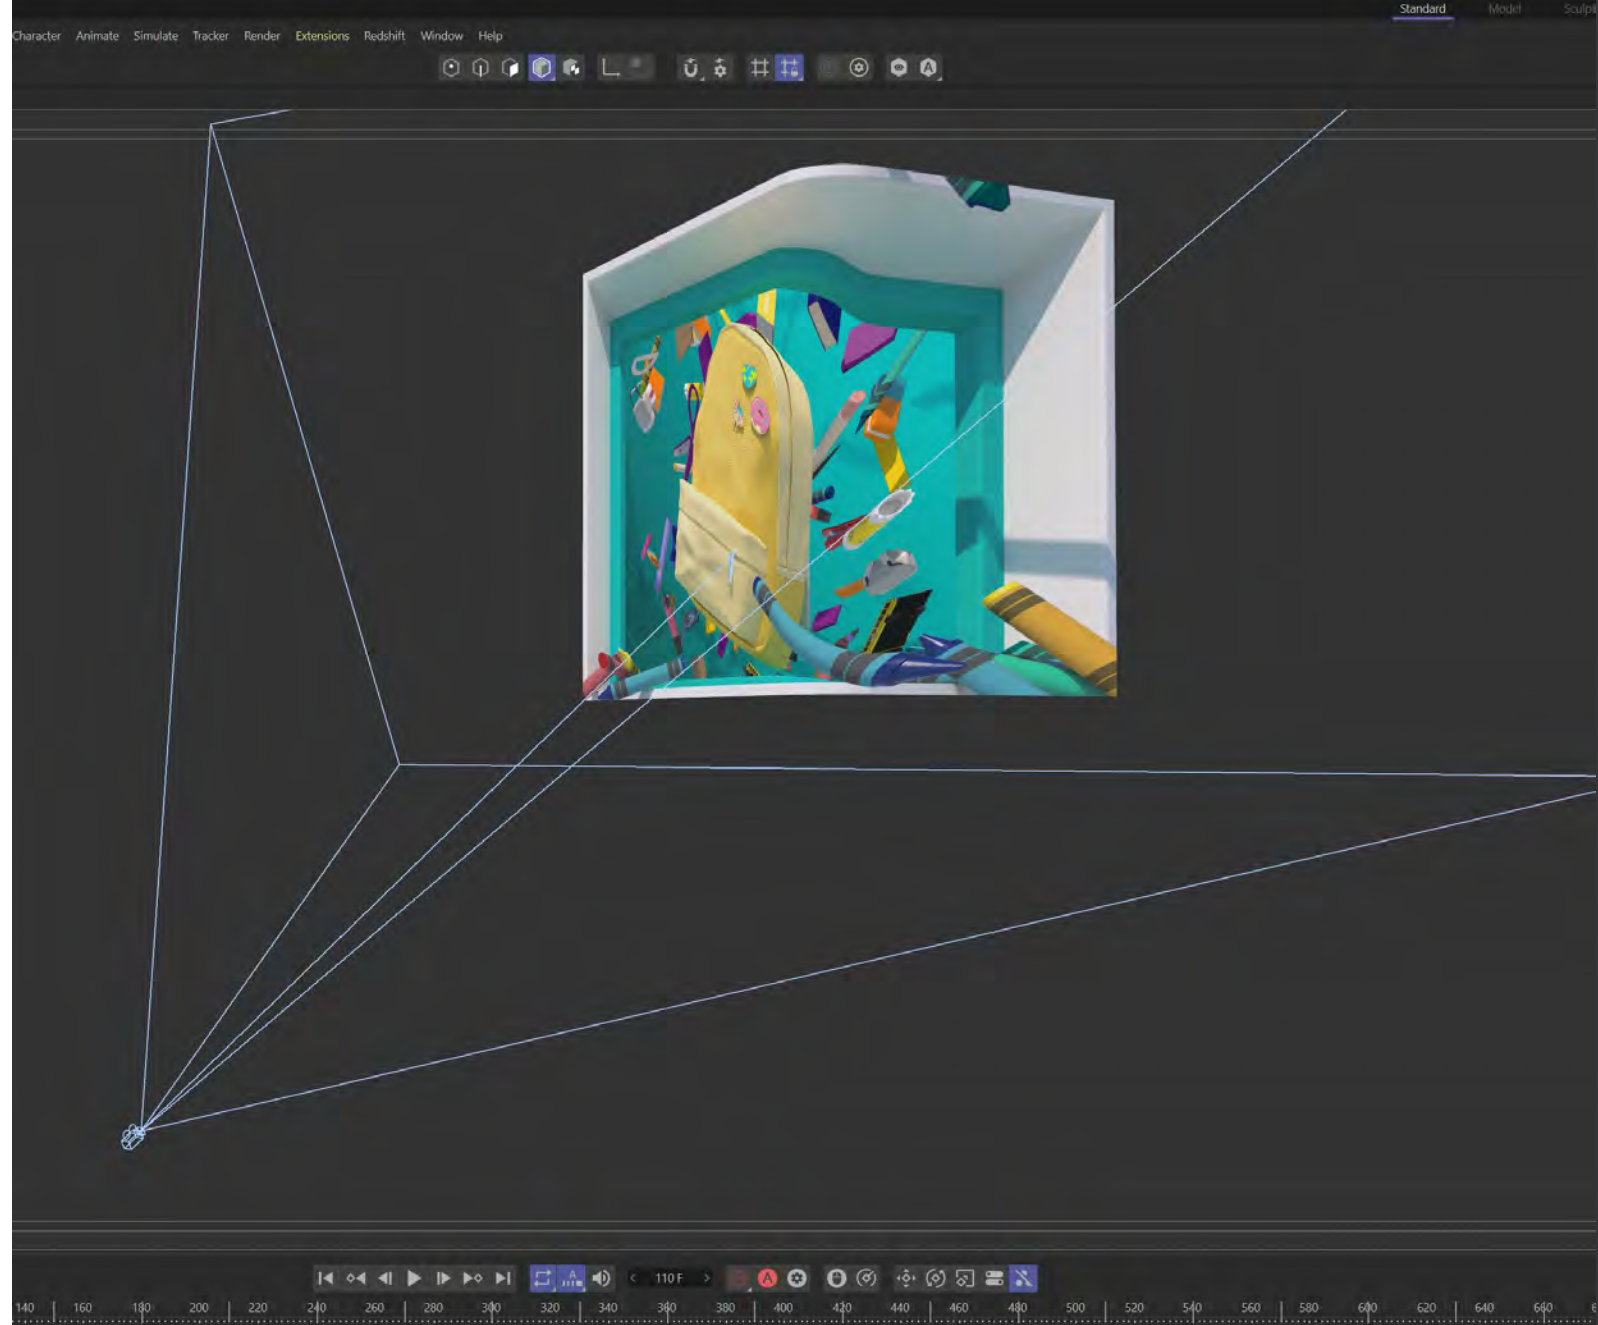 Standard Model Sculpt
Character Animate Simulate Tracker Render Extensions Redshift Window Help
A
A A
110 F
140 160 180 200 220 240 260 280 300 320 340 360 380 400 420 440 460 480 500 520 540 560 580 600 620 640 660